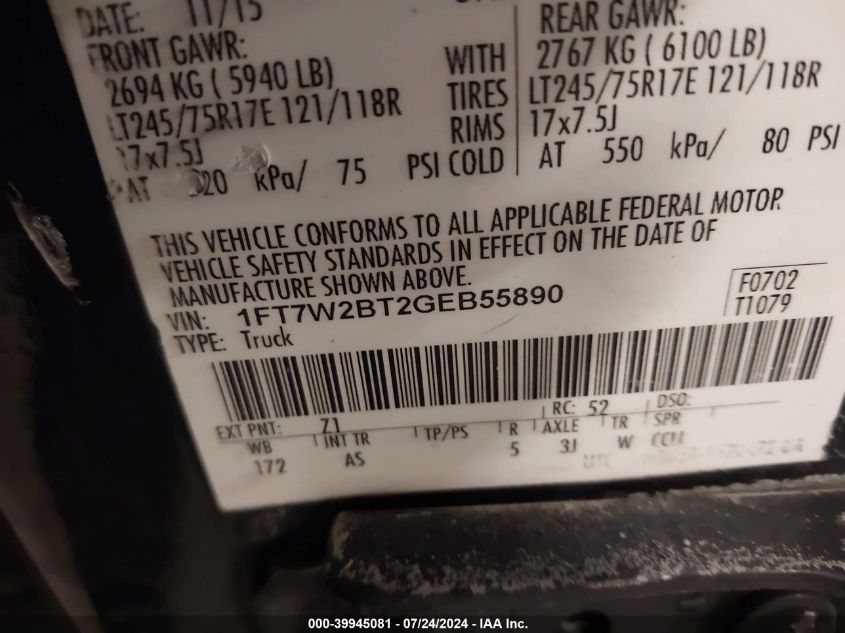 DATE: 11/15
FRONT GAWR:
2694 KG ( 5940 LB)
LT245/75R17E 121/118R
17x7.5J
AT 520 kPa/ 75 PSI COLD
WITH
TIRES
RIMS
REAR GAWR:
2767 KG ( 6100 LB)
LT245/75R17E 121/118R
17x7.5J
AT 550 kPa/ 80 PSI
THIS VEHICLE CONFORMS TO ALL APPLICABLE FEDERAL MOTOR
VEHICLE SAFETY STANDARDS IN EFFECT ON THE DATE OF
MANUFACTURE SHOWN ABOVE.
VIN: 1FT7W2BT2GEB55890
TYPE: Truck
F0702
T1079
EXT PNT: Z1 RC: 52 DSO:
WB INT TR TP/PS R AXLE TR SPR
172 AS 5 3J W CCH
UTC
000-39945081 - 07/24/2024 - IAA Inc.